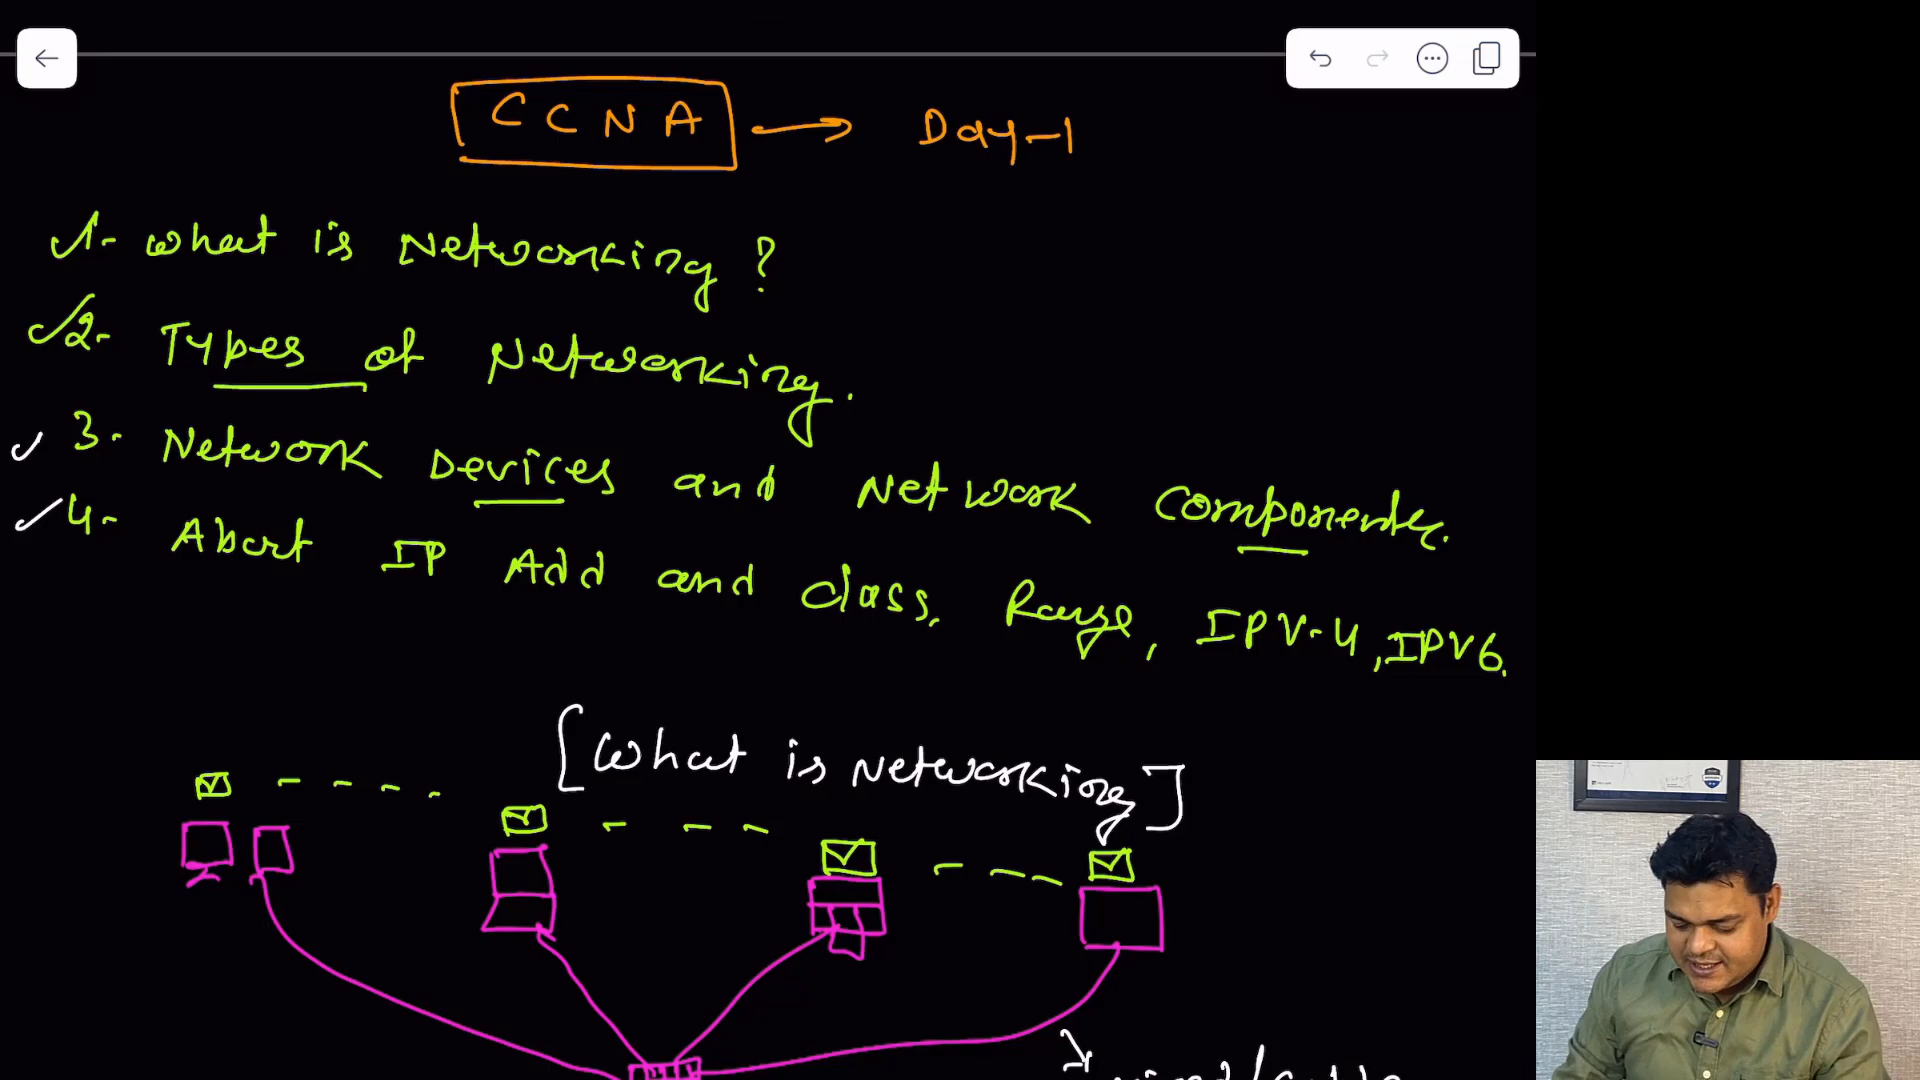 CCNA → Day-1
1- What is Networking?
2- Types of Networking.
3- Network Devices and Network Components.
4- About IP Add and class, Range, IPV-4, IPV6.
[What is Networking]